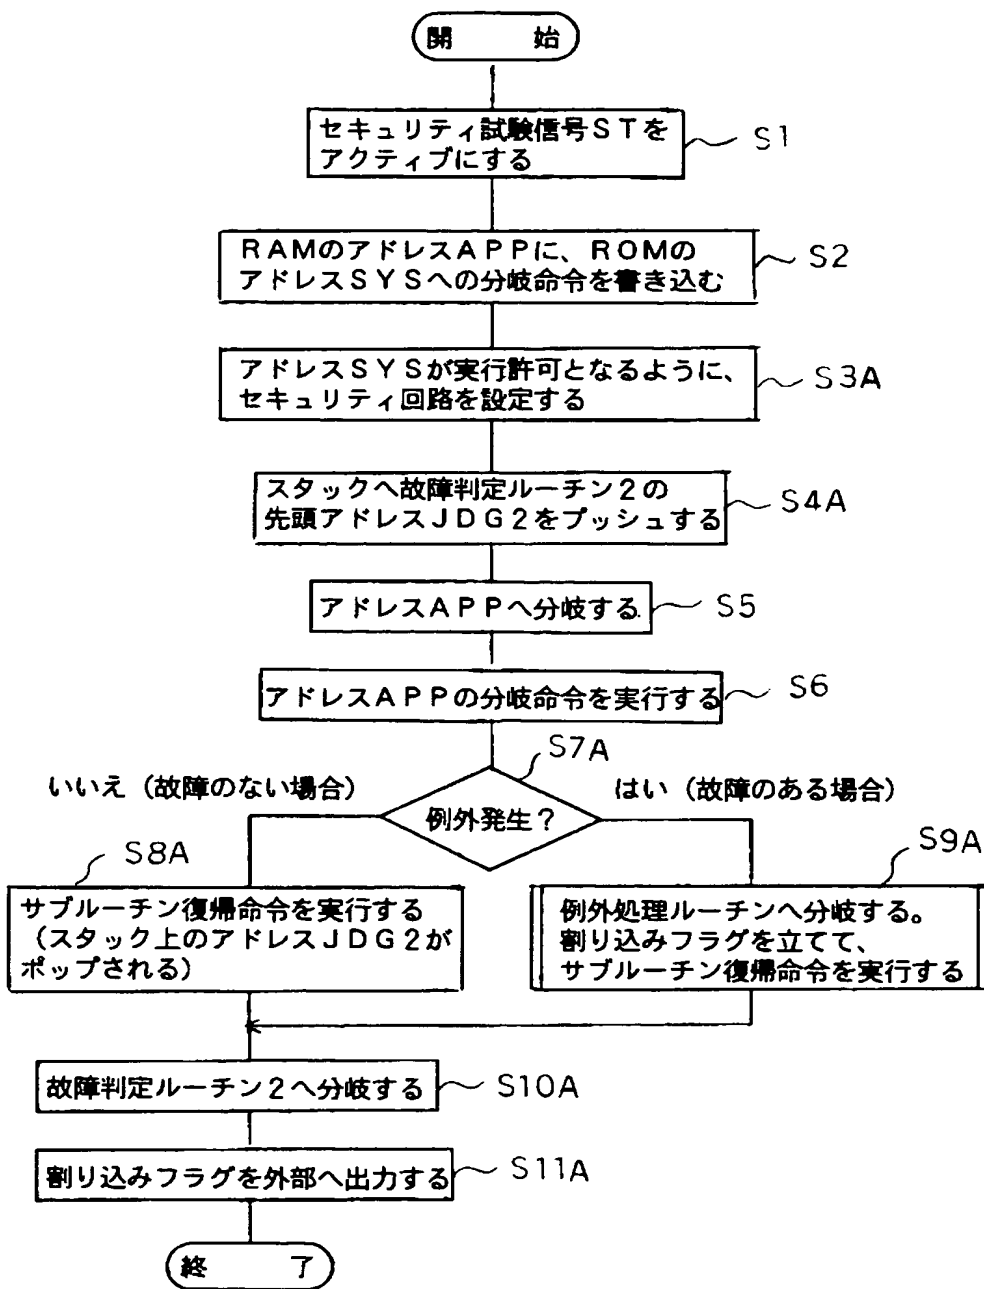 開 始
セキュリティ試験信号STを
アクティブにする
S1
RAMのアドレスAPPに、ROMの
アドレスSYSへの分岐命令を書き込む
S2
アドレスSYSが実行許可となるように、
セキュリティ回路を設定する
S3A
スタックへ故障判定ルーチン2の
先頭アドレスJDG2をプッシュする
S4A
アドレスAPPへ分岐する
S5
アドレスAPPの分岐命令を実行する
S6
S7A
いいえ(故障のない場合)
例外発生?
はい(故障のある場合)
S8A
サブルーチン復帰命令を実行する
(スタック上のアドレスJDG2が
ポップされる)
S9A
例外処理ルーチンへ分岐する。
割り込みフラグを立てて、
サブルーチン復帰命令を実行する
故障判定ルーチン2へ分岐する
S10A
割り込みフラグを外部へ出力する
S11A
終 了